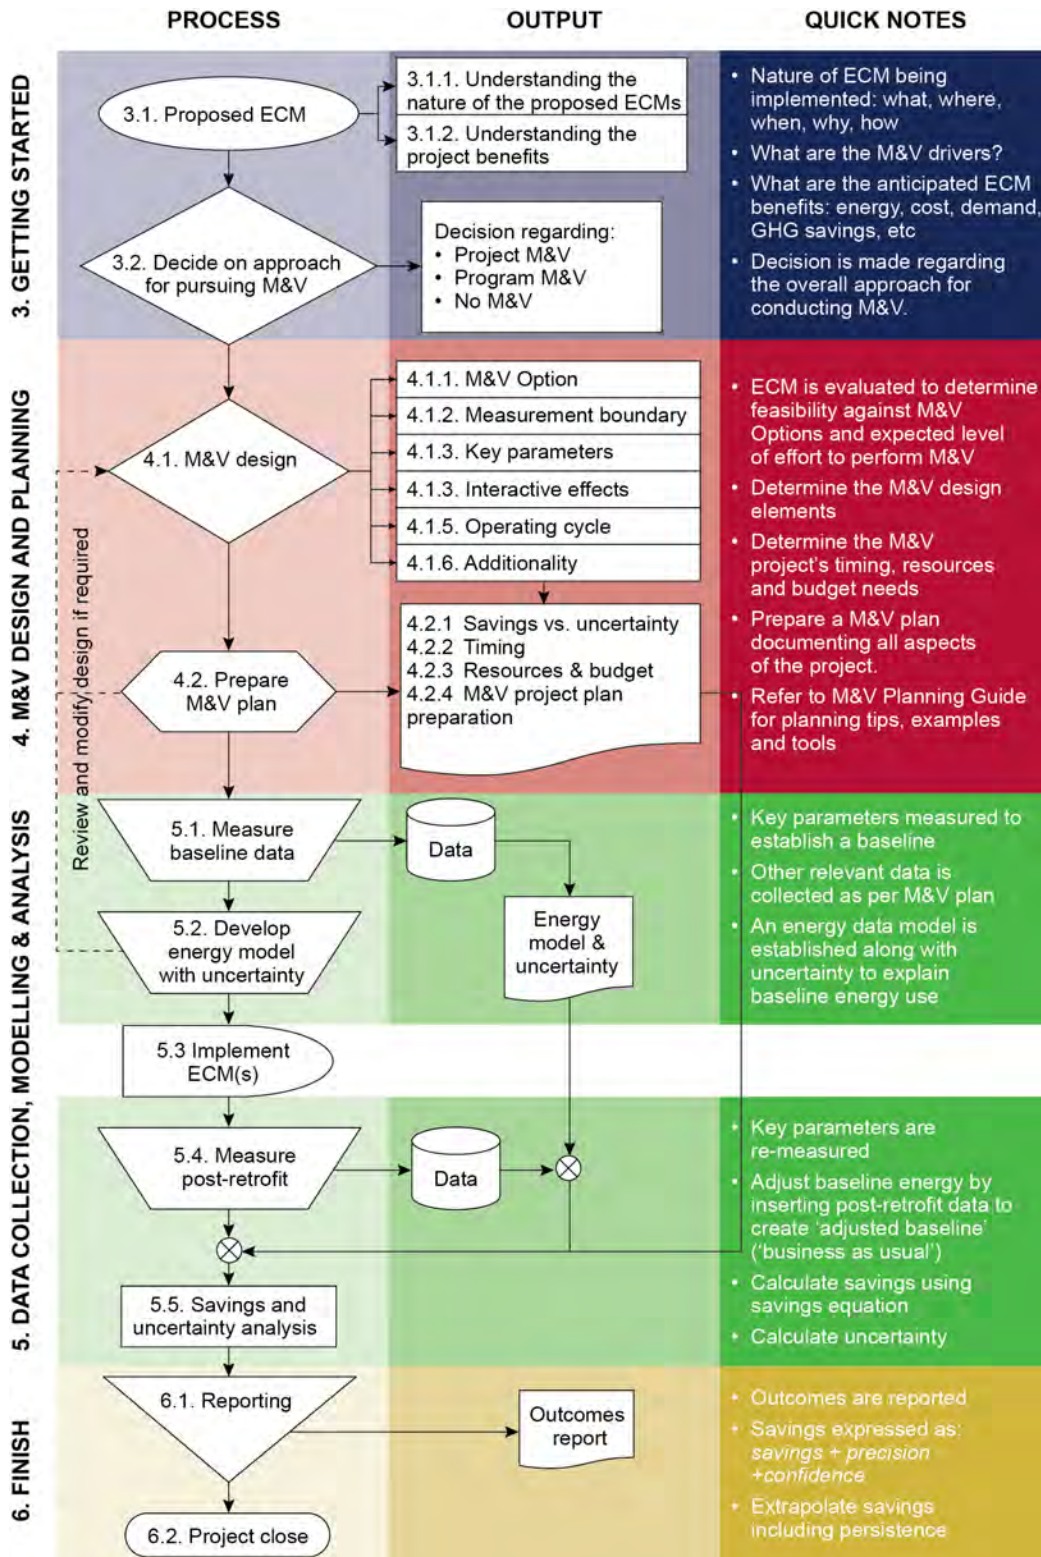 PROCESS
OUTPUT
QUICK NOTES
3. GETTING STARTED
3.1. Proposed ECM
3.1.1. Understanding the
nature of the proposed ECMs
3.1.2. Understanding the
project benefits
3.2. Decide on approach
for pursuing M&V
Decision regarding:
• Project M&V
• Program M&V
• No M&V
• Nature of ECM being
implemented: what, where,
when, why, how
• What are the M&V drivers?
• What are the anticipated ECM
benefits: energy, cost, demand,
GHG savings, etc
• Decision is made regarding
the overall approach for
conducting M&V.
4. M&V DESIGN AND PLANNING
Review and modify design if required
4.1. M&V design
4.1.1. M&V Option
4.1.2. Measurement boundary
4.1.3. Key parameters
4.1.3. Interactive effects
4.1.5. Operating cycle
4.1.6. Additionality
4.2. Prepare
M&V plan
4.2.1 Savings vs. uncertainty
4.2.2 Timing
4.2.3 Resources & budget
4.2.4 M&V project plan
preparation
• ECM is evaluated to determine
feasibility against M&V
Options and expected level
of effort to perform M&V
• Determine the M&V design
elements
• Determine the M&V
project's timing, resources
and budget needs
• Prepare a M&V plan
documenting all aspects
of the project.
• Refer to M&V Planning Guide
for planning tips, examples
and tools
5. DATA COLLECTION, MODELLING & ANALYSIS
5.1. Measure
baseline data
Data
5.2. Develop
energy model
with uncertainty
Energy
model &
uncertainty
• Key parameters measured to
establish a baseline
• Other relevant data is
collected as per M&V plan
• An energy data model is
established along with
uncertainty to explain
baseline energy use
5.3 Implement
ECM(s)
5.4. Measure
post-retrofit
Data
5.5. Savings and
uncertainty analysis
• Key parameters are
re-measured
• Adjust baseline energy by
inserting post-retrofit data to
create ‘adjusted baseline’
(‘business as usual’)
• Calculate savings using
savings equation
• Calculate uncertainty
6. FINISH
6.1. Reporting
Outcomes
report
6.2. Project close
• Outcomes are reported
• Savings expressed as:
savings + precision
+confidence
• Extrapolate savings
including persistence